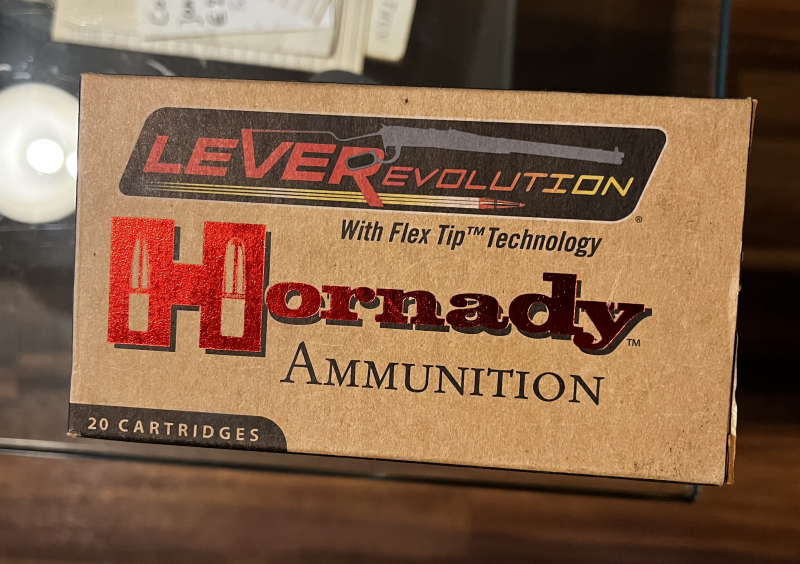 LEVEREVOLUTION®
With Flex Tip™ Technology
Hornady™
AMMUNITION
20 CARTRIDGES